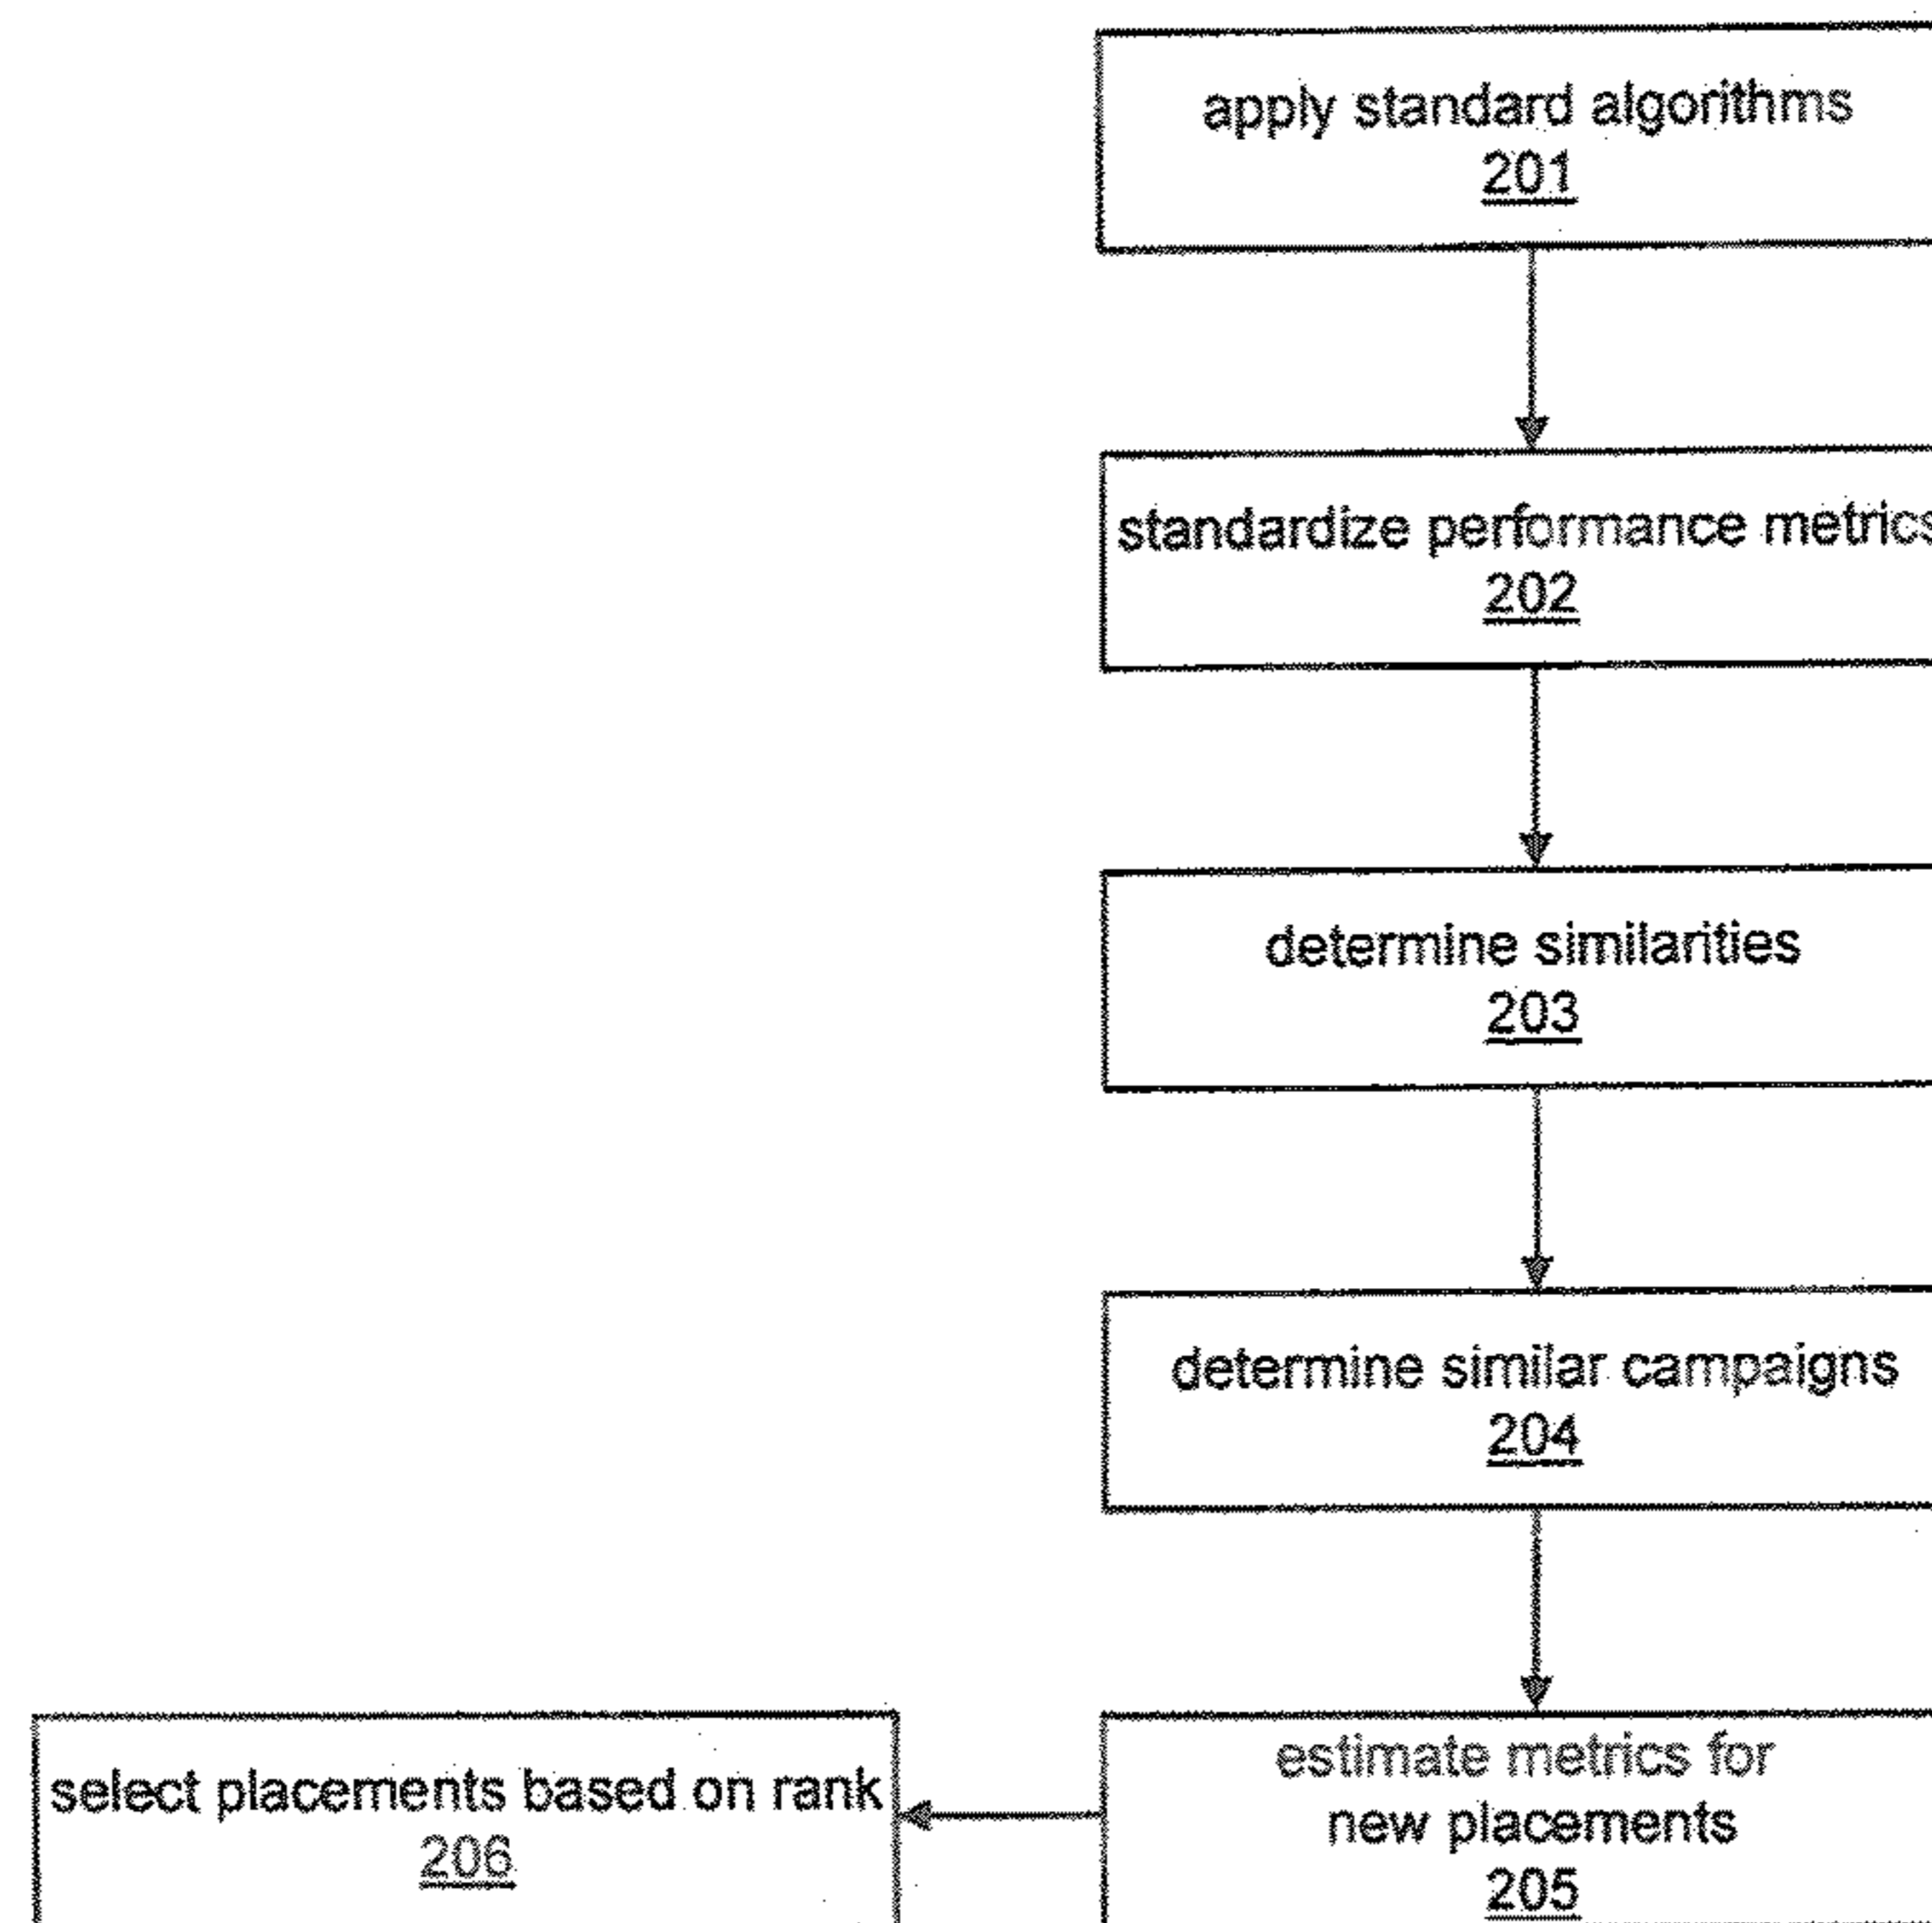 apply standard algorithms
201
standardize performance metrics
202
determine similarities
203
determine similar campaigns
204
estimate metrics for
new placements
205
select placements based on rank
206